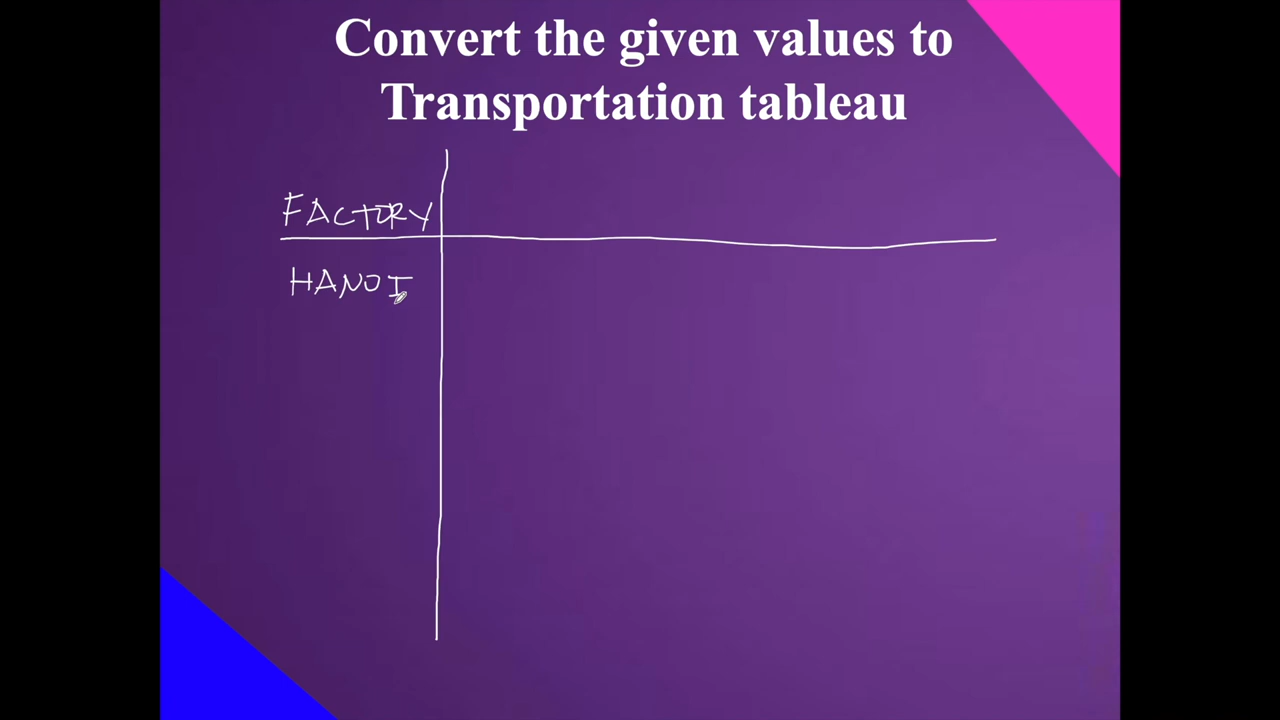 Convert the given values to
Transportation tableau
FACTORY
HANOI